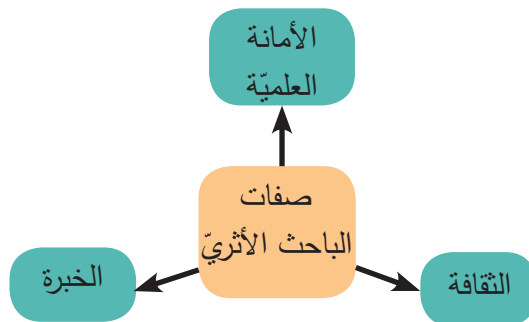 الأمانة
العلميّة
صفات
الباحث الأثريّ
الثقافة
الخبرة